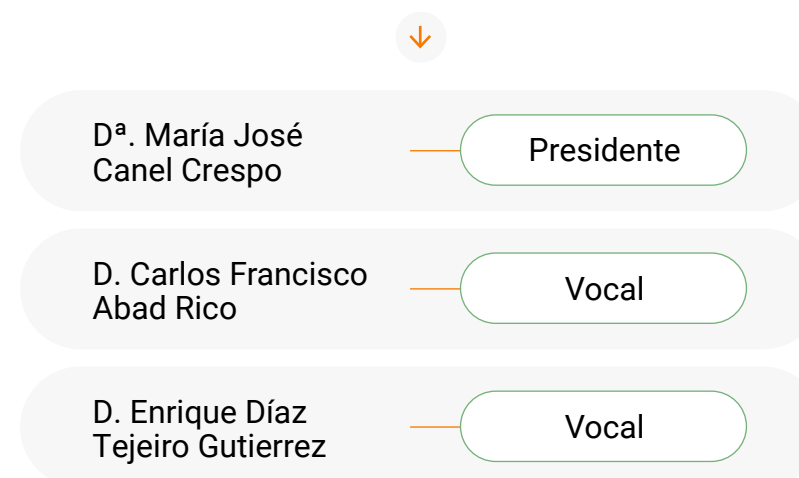 Dª. María José
Canel Crespo
Presidente
D. Carlos Francisco
Abad Rico
Vocal
D. Enrique Díaz
Tejeiro Gutierrez
Vocal